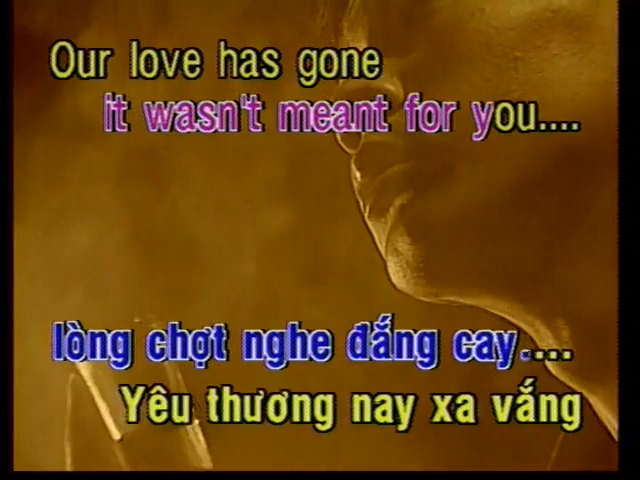 Our love has gone
it wasn't meant for you....
lòng chợt nghe đắng cay....
Yêu thương nay xa vắng